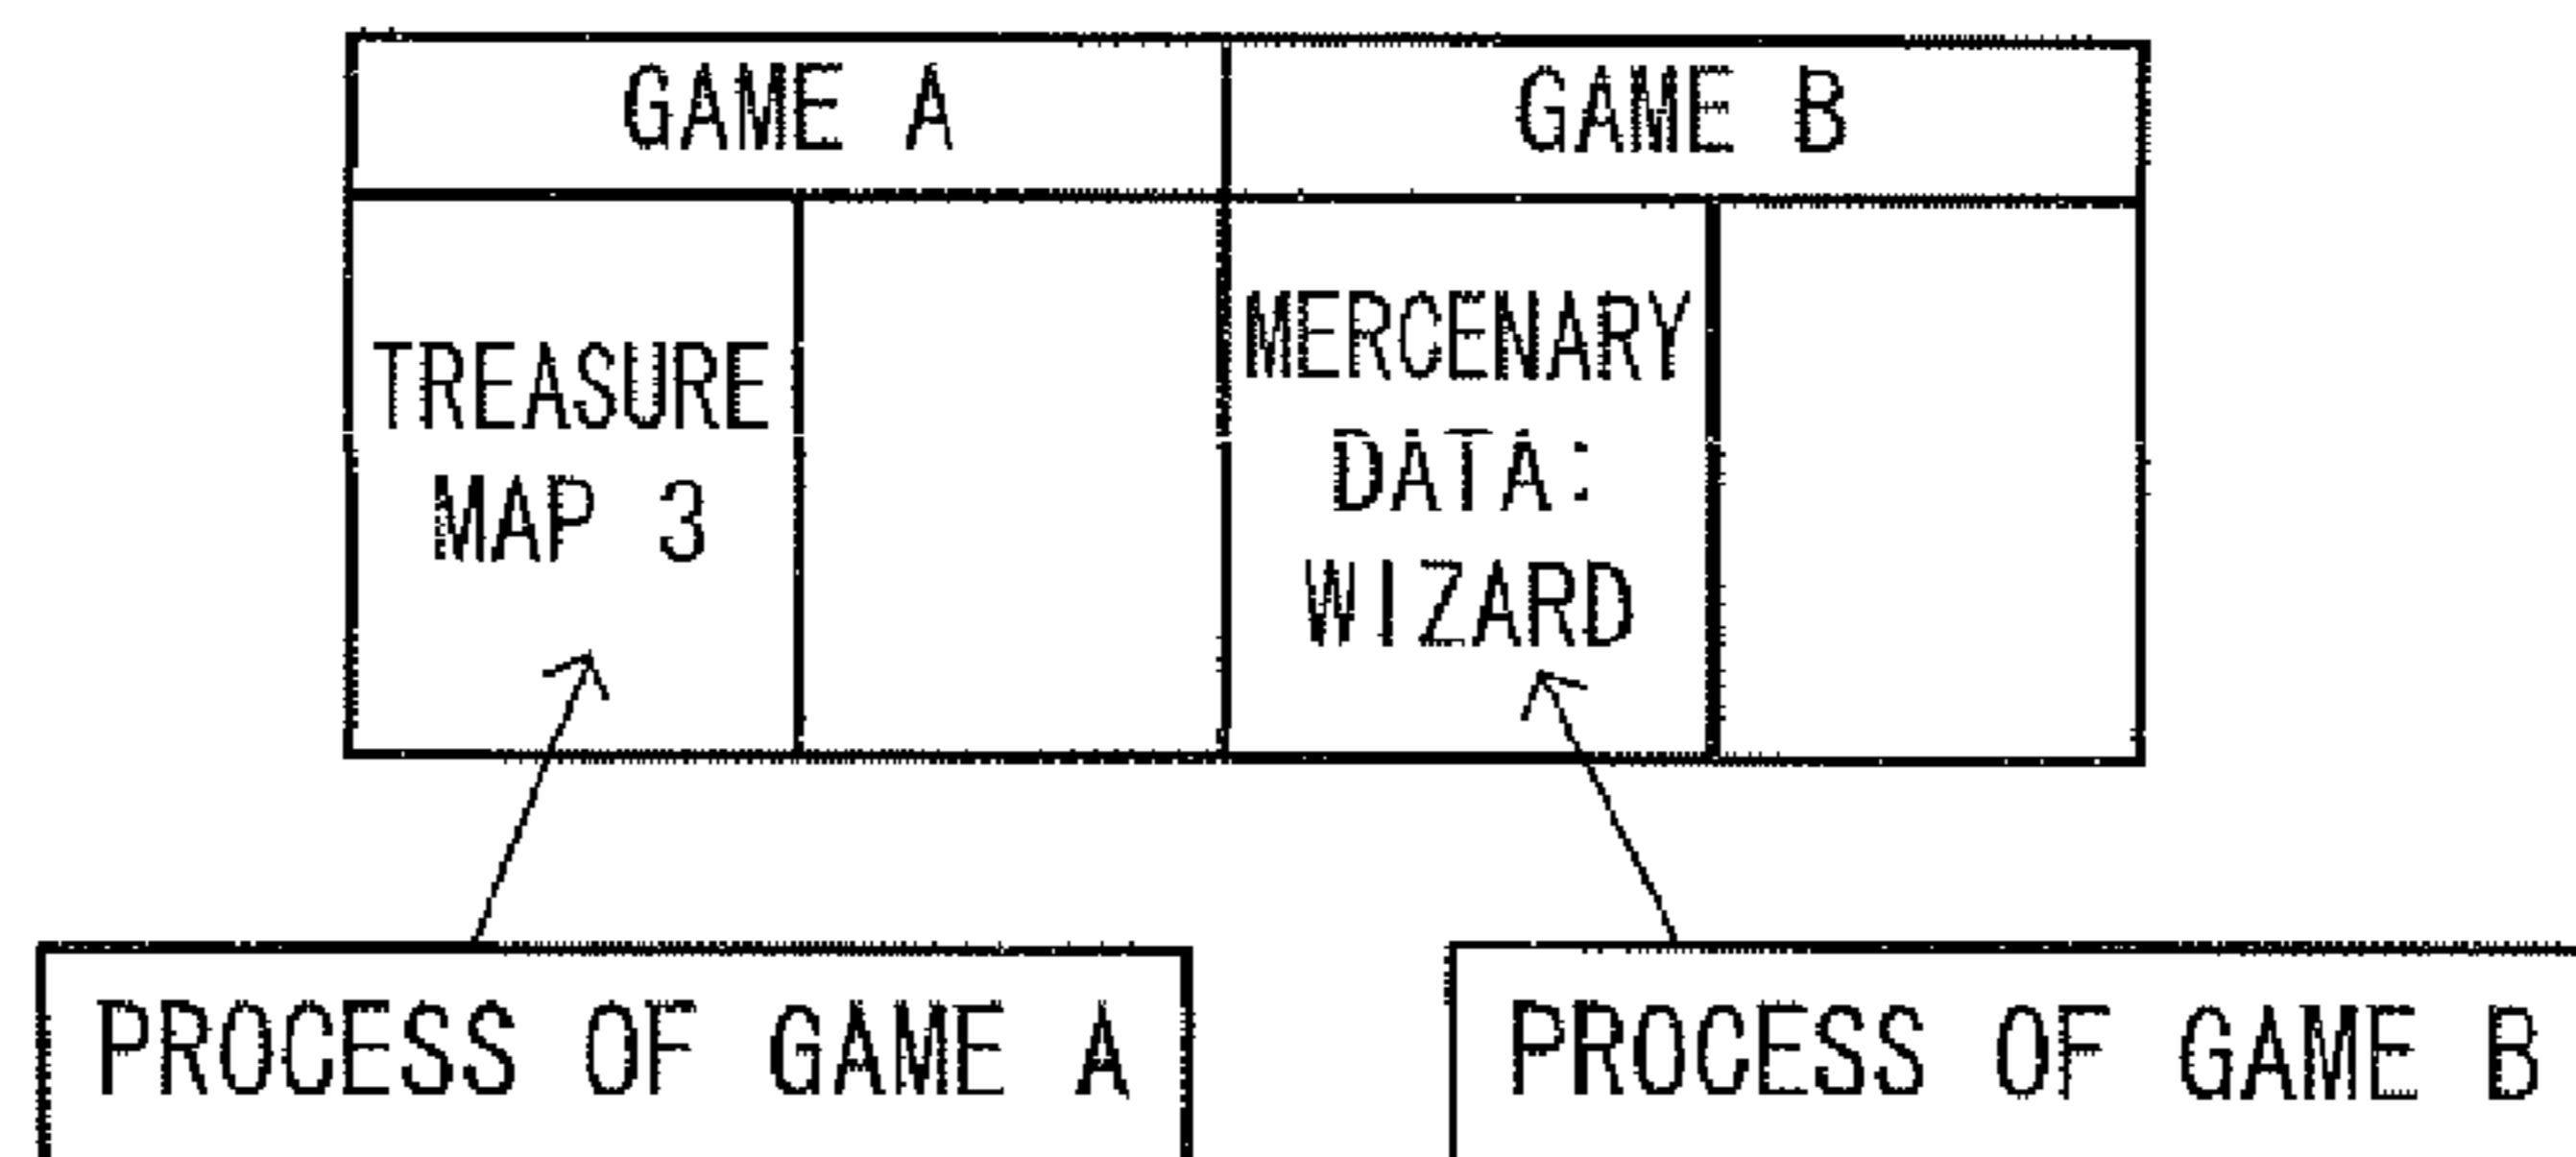 GAME A
GAME B
TREASURE
MAP 3
MERCENARY
DATA:
WIZARD
PROCESS OF GAME A
PROCESS OF GAME B